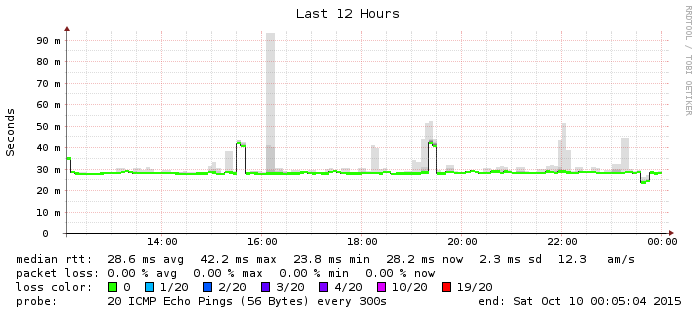 Last 12 Hours
RRDTOOL / TOBI OETIKER
Seconds
90 m
80 m
70 m
60 m
50 m
40 m
30 m
20 m
10 m
0
14:00 16:00 18:00 20:00 22:00 00:00
median rtt: 28.6 ms avg 42.2 ms max 23.8 ms min 28.2 ms now 2.3 ms sd 12.3 am/s
packet loss: 0.00 % avg 0.00 % max 0.00 % min 0.00 % now
loss color: 0 1/20 2/20 3/20 4/20 10/20 19/20
probe: 20 ICMP Echo Pings (56 Bytes) every 300s end: Sat Oct 10 00:05:04 2015